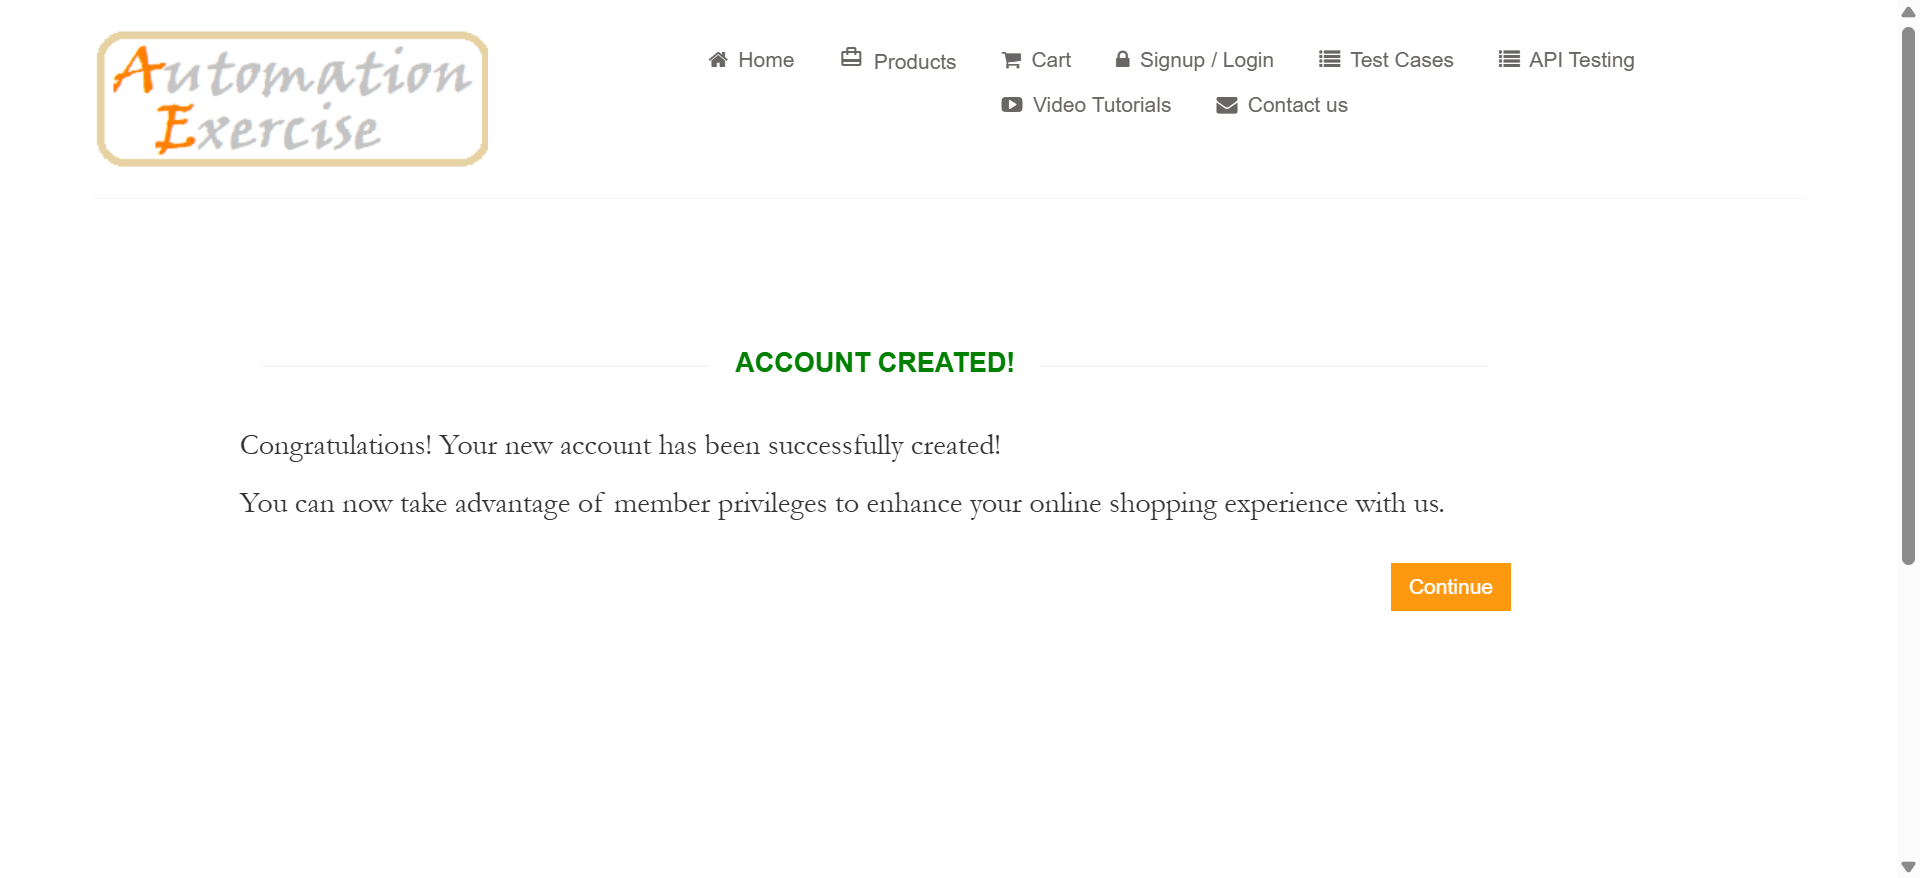 Automation
Exercise
Home Products Cart Signup / Login Test Cases API Testing
Video Tutorials Contact us
ACCOUNT CREATED!
Congratulations! Your new account has been successfully created!
You can now take advantage of member privileges to enhance your online shopping experience with us.
Continue